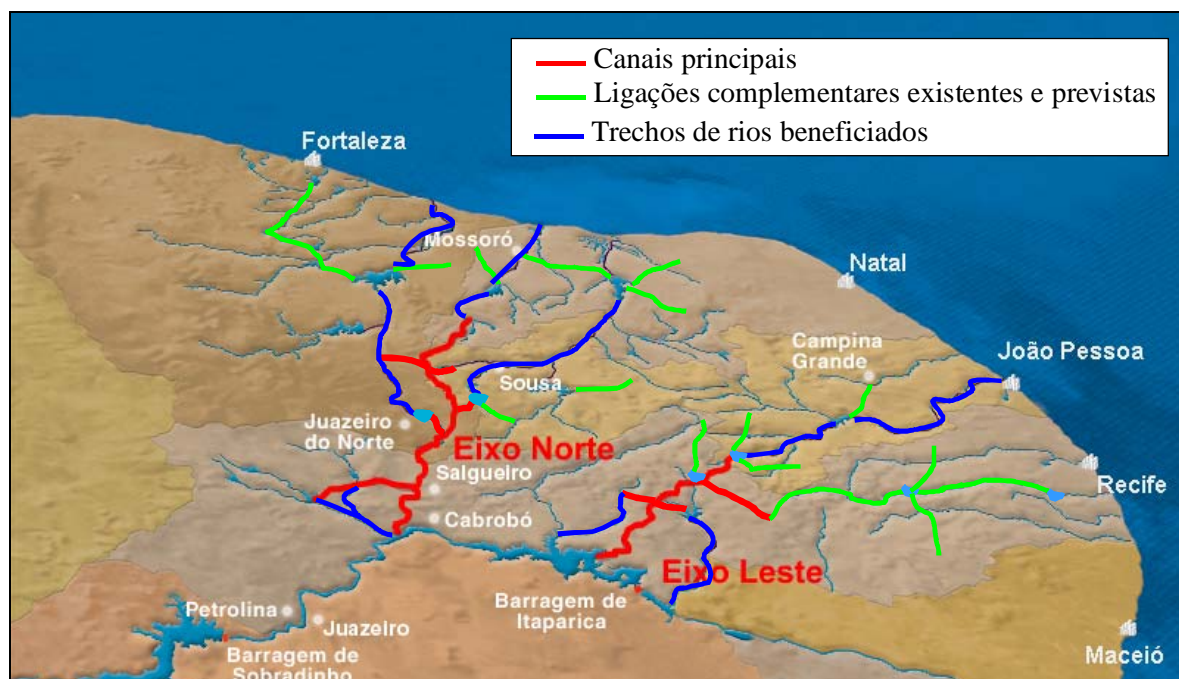 Canais principais
Ligações complementares existentes e previstas
Trechos de rios beneficiados
Fortaleza
Mossoró
Natal
Campina
Grande
João Pessoa
Sousa
Juazeiro
do Norte
Eixo Norte
Salgueiro
Recife
Cabrobó
Eixo Leste
Barragem de
Itaparica
Petrolina
Juazeiro
Maceió
Barragem de
Sobradinho